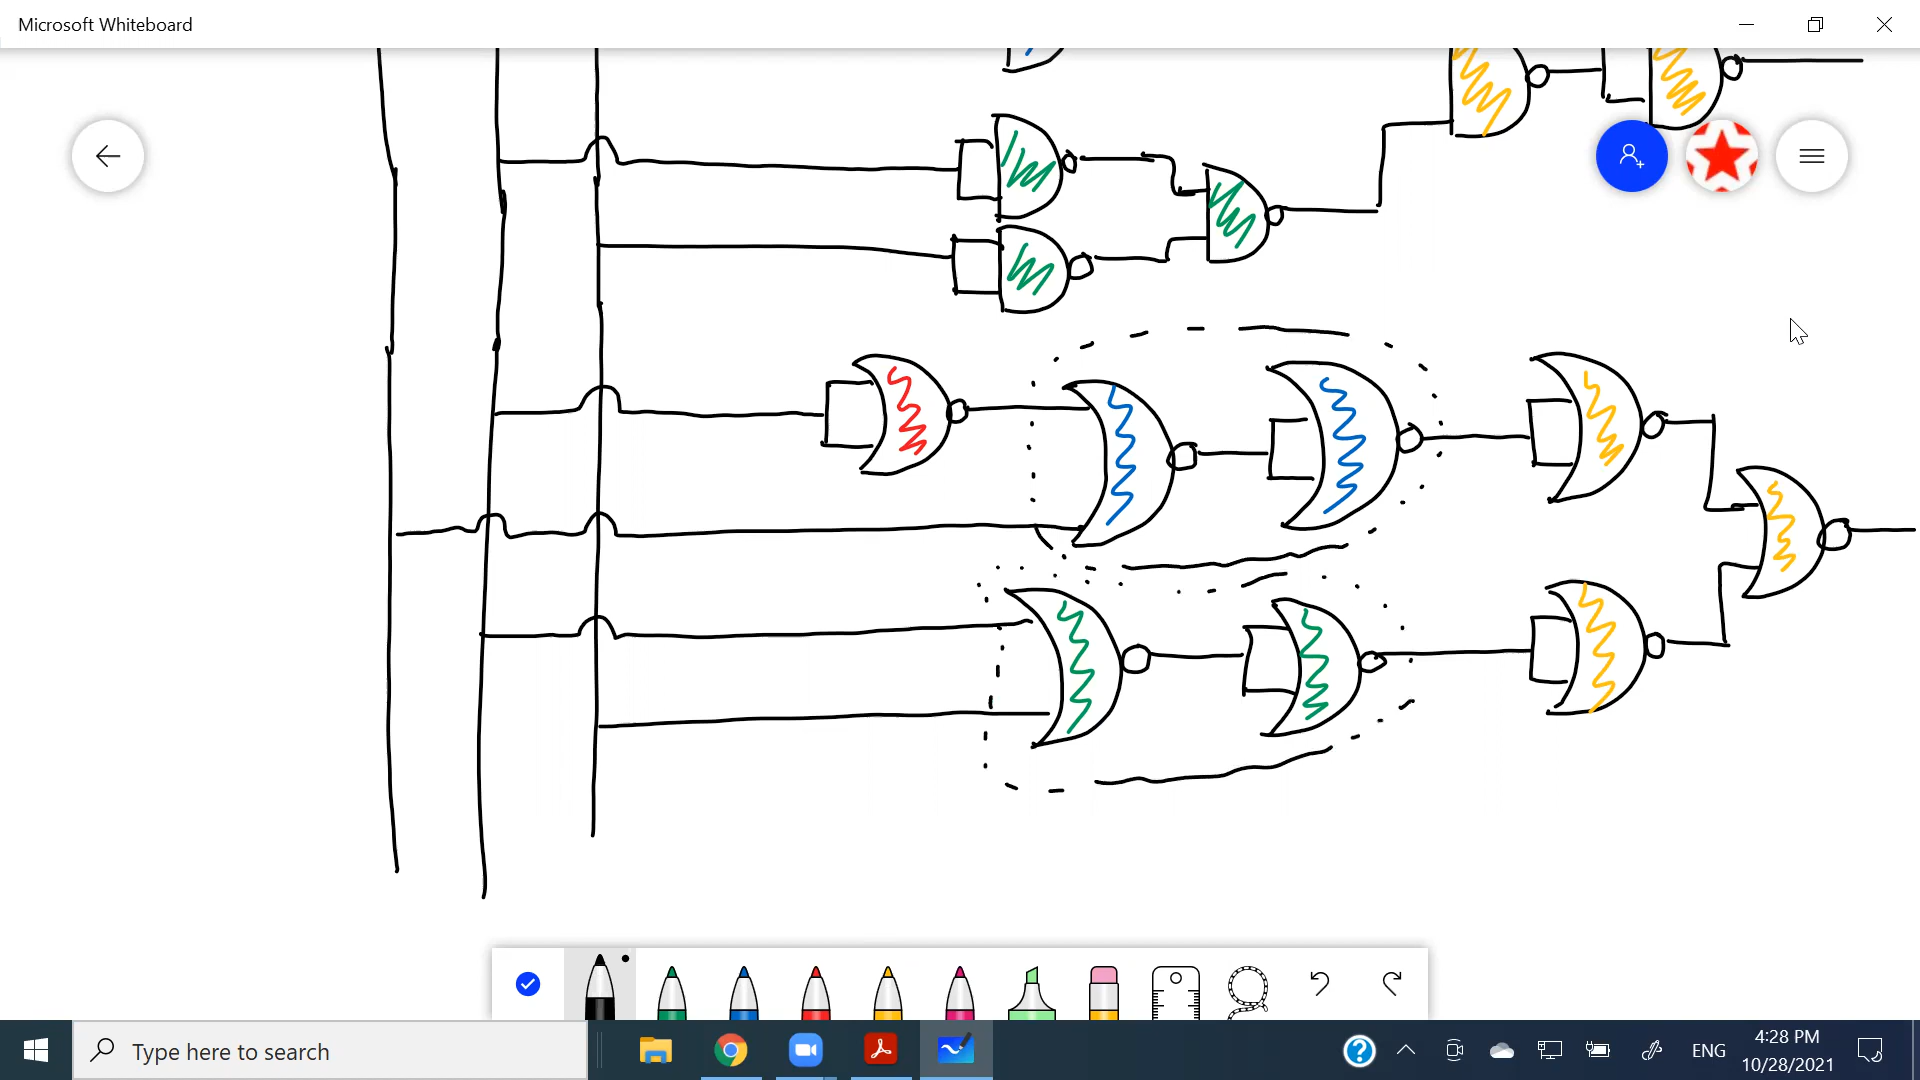 Microsoft Whiteboard
Type here to search
ENG
4:28 PM
10/28/2021